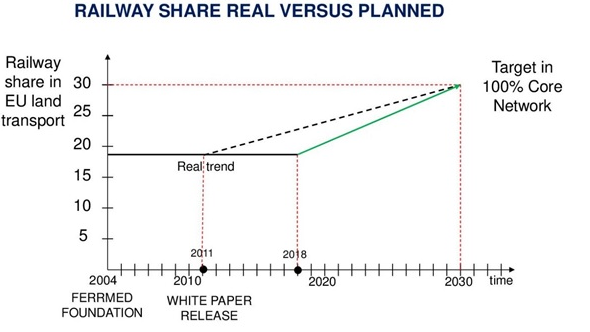 RAILWAY SHARE REAL VERSUS PLANNED
Railway
share in
EU land
transport
Target in
100% Core
Network
30
25
20
15
10
5
Real trend
2011
2018
2004
2010
2020
2030
time
FERRMED
FOUNDATION
WHITE PAPER
RELEASE